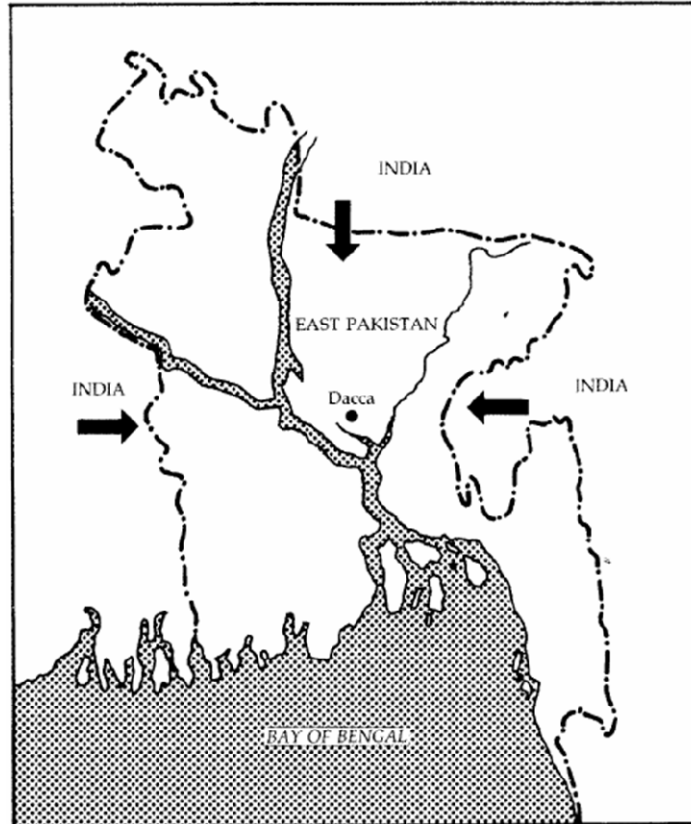 INDIA
EAST PAKISTAN
INDIA
Dacca
INDIA
BAY OF BENGAL